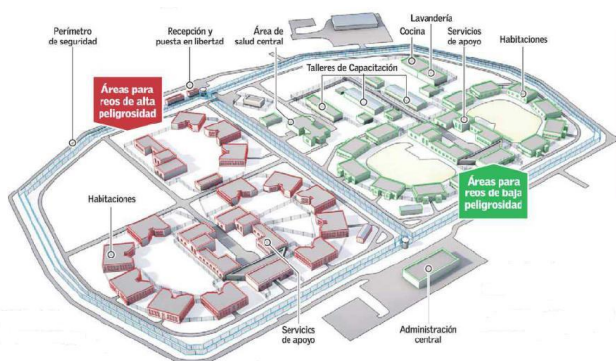 Perímetro
de seguridad
Recepción y
puesta en libertad
Área de
salud central
Lavandería
Cocina
Servicios
de apoyo
Habitaciones
Talleres de Capacitación
Áreas para
reos de alta
peligrosidad
Áreas para
reos de baja
peligrosidad
Habitaciones
Servicics
de apoyo
Administración
central